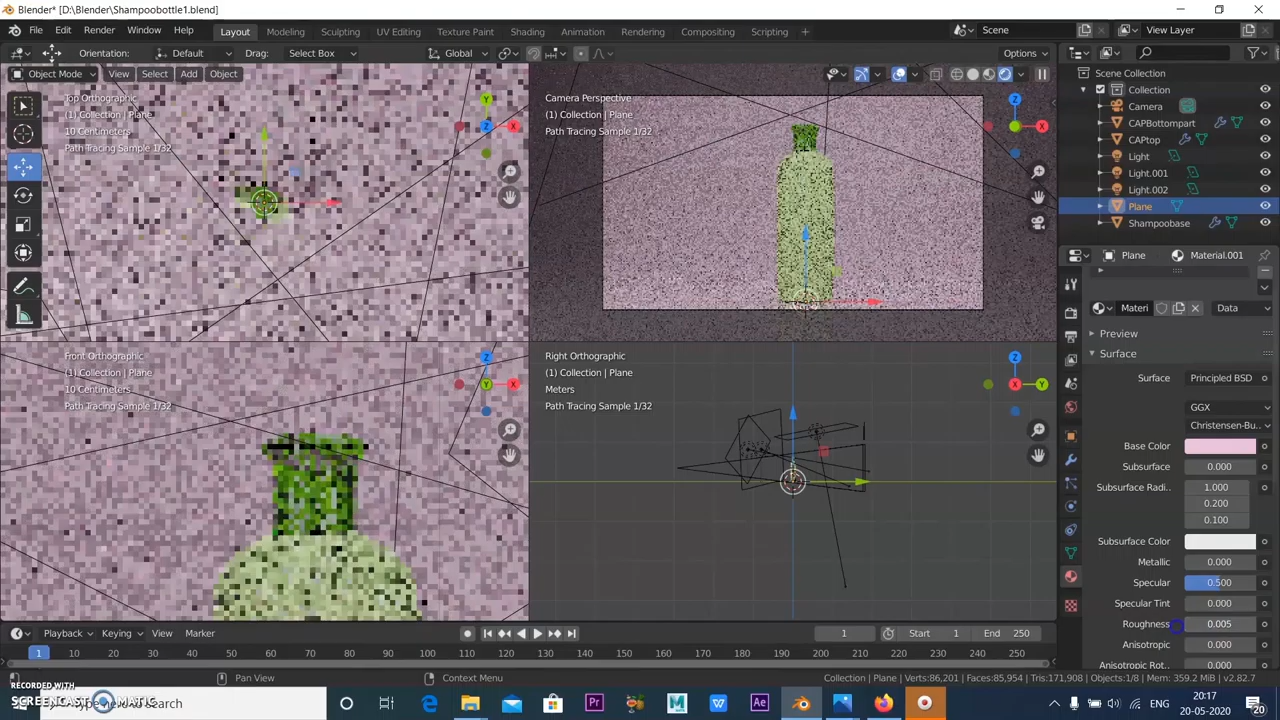 Blender* [D:\Blender\Shampoobottle1.blend]
File Edit Render Window Help Layout Modeling Sculpting UV Editing Texture Paint Shading Animation Rendering Compositing Scripting + Scene View Layer
Orientation: Default Drag: Select Box Global Options
Object Mode View Select Add Object
Top Orthographic
(1) Collection | Plane
10 Centimeters
Path Tracing Sample 1/32
Camera Perspective
(1) Collection | Plane
Path Tracing Sample 1/32
Front Orthographic
(1) Collection | Plane
10 Centimeters
Path Tracing Sample 1/32
Right Orthographic
(1) Collection | Plane
Meters
Path Tracing Sample 1/32
Scene Collection
Collection
Camera
CAPBottompart
CAPtop
Light
Light.001
Light.002
Plane
Shampoobase
Plane Material.001
Materi Data
Preview
Surface
Surface Principled BSD
GGX
Christensen-Bu..
Base Color
Subsurface 0.000
Subsurface Radi.. 1.000
0.200
0.100
Subsurface Color
Metallic 0.000
Specular 0.500
Specular Tint 0.000
Roughness 0.005
Anisotropic 0.000
Anisotropic Rot.. 0.000
Playback Keying View Marker 1 Start 1 End 250
1 10 20 30 40 50 60 70 80 90 100 110 120 130 140 150 160 170 180 190 200 210 220 230 240 250
Pan View Context Menu Collection | Plane | Verts:86,201 | Faces:85,954 | Tris:171,908 | Objects:1/8 | Mem: 359.2 MiB | v2.82.7
RECORDED WITH
SCREENCAST MATIC
here to search
ENG
20:17
20-05-2020
20